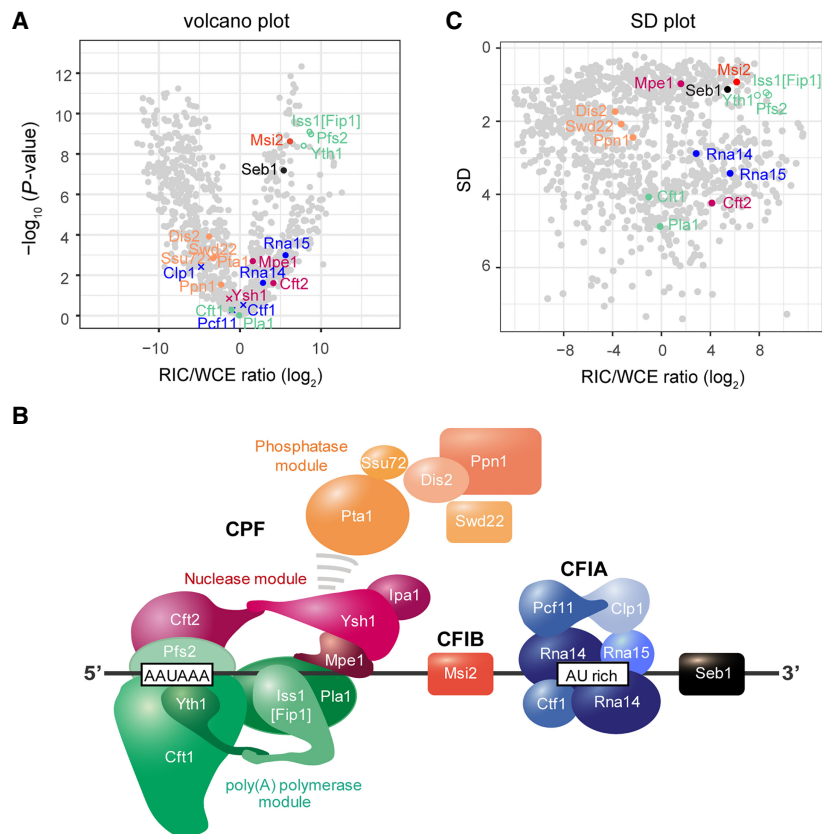 A
volcano plot
12
10
8
6
4
2
0
−10
0
10
−log10 (P-value)
RIC/WCE ratio (log2)
Iss1[Fip1]
Msi2
Pfs2
Yth1
Seb1
Dis2
Swd22
Rna15
Ssu72
Pla1
Mpe1
Clp1
Rna14
Ppn1
Cft2
Ysh1
Cft1
Ctf1
Pcf11
Pla1
C
SD plot
0
2
4
6
−8
−4
0
4
8
SD
RIC/WCE ratio (log2)
Msi2
Iss1[Fip1]
Mpe1
Seb1
Yth1
Pfs2
Dis2
Swd22
Ppn1
Rna14
Rna15
Cft1
Cft2
Pla1
B
Phosphatase
module
Ssu72
Ppn1
Dis2
Pta1
Swd22
CPF
CFIA
Nuclease module
Ipa1
Pcf11
Clp1
Cft2
Ysh1
CFIB
Pfs2
Mpe1
Rna14
Rna15
5’
AAUAAA
Msi2
AU rich
Seb1
3’
Yth1
Iss1
[Fip1]
Pla1
Ctf1
Rna14
Cft1
poly(A) polymerase
module